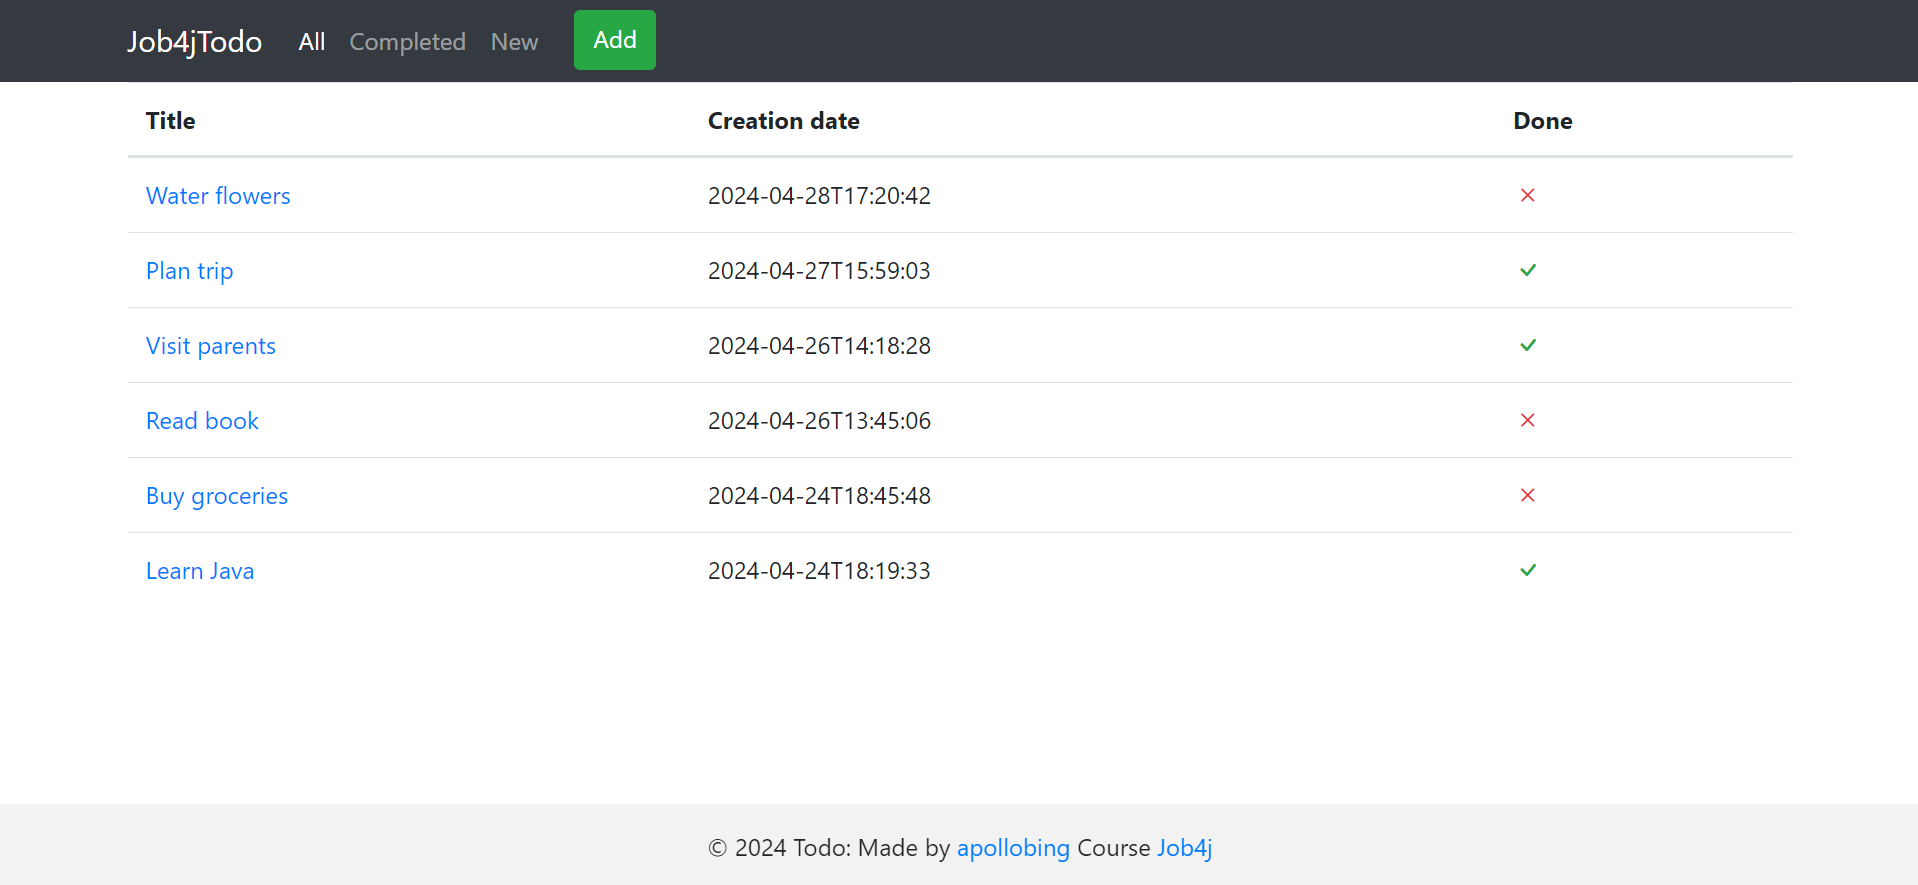 Job4jTodo All Completed New Add
Title Creation date Done
Water flowers 2024-04-28T17:20:42
Plan trip 2024-04-27T15:59:03
Visit parents 2024-04-26T14:18:28
Read book 2024-04-26T13:45:06
Buy groceries 2024-04-24T18:45:48
Learn Java 2024-04-24T18:19:33
© 2024 Todo: Made by apollobing Course Job4j